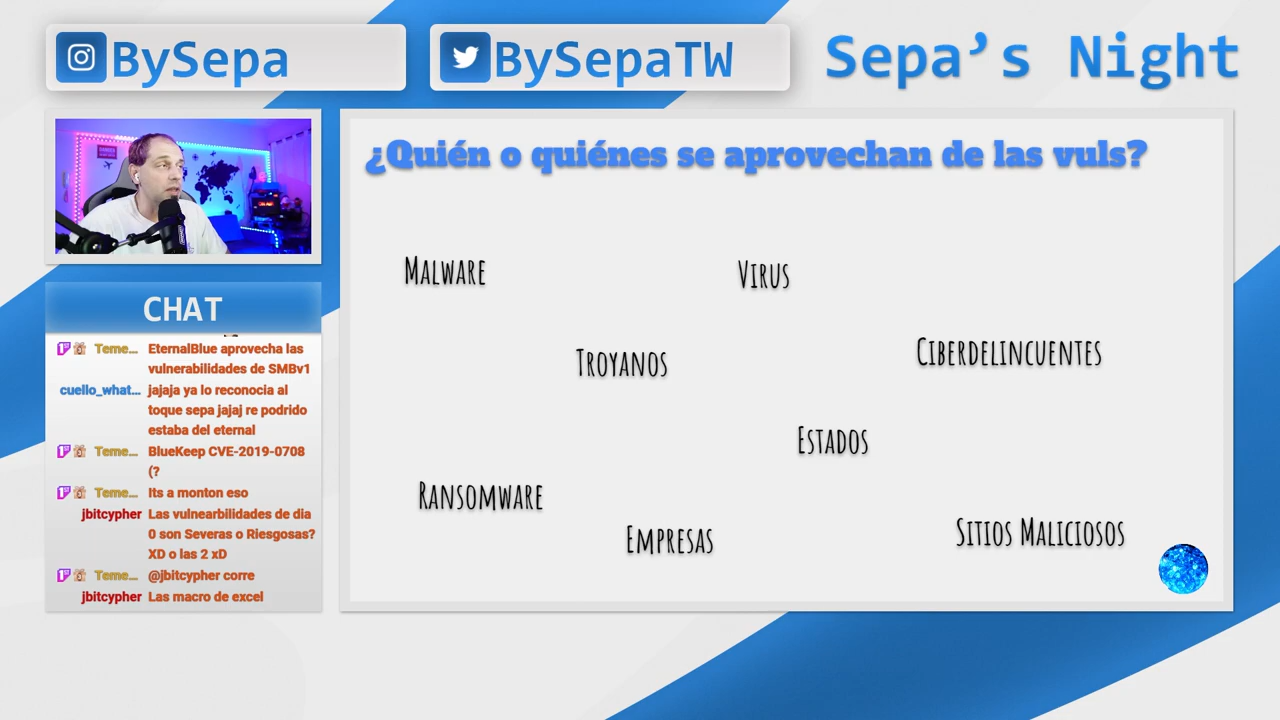 BySepa
BySepaTW
Sepa’s Night
¿Quién o quiénes se aprovechan de las vuls?
Malware
Virus
Troyanos
Ciberdelincuentes
Estados
Ransomware
Empresas
Sitios Maliciosos
CHAT
Teme... EternalBlue aprovecha las
vulnerabilidades de SMBv1
cuello_what... jajaja ya lo reconocia al
toque sepa jajaj re podrido
estaba del eternal
Teme... BlueKeep CVE-2019-0708
(?
Teme... Its a monton eso
jbitcypher Las vulnearbilidades de dia
0 son Severas o Riesgosas?
XD o las 2 xD
Teme... @jbitcypher corre
jbitcypher Las macro de excel